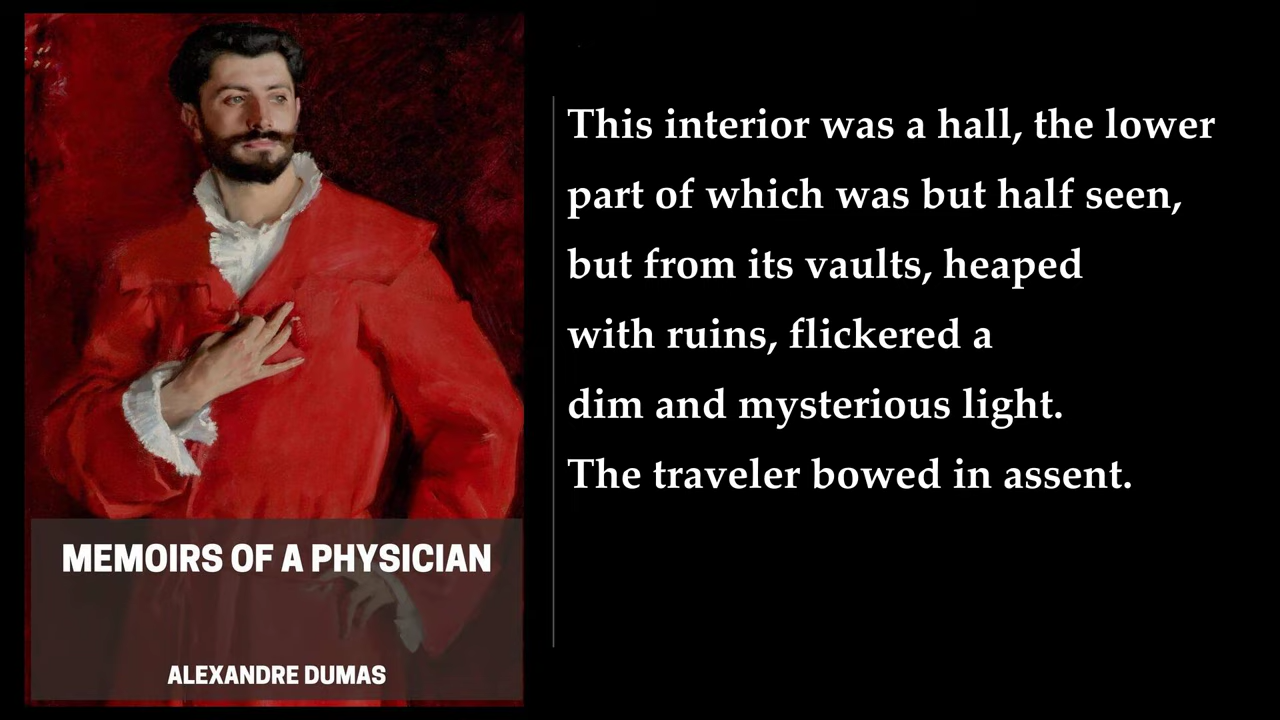 This interior was a hall, the lower
part of which was but half seen,
but from its vaults, heaped
with ruins, flickered a
dim and mysterious light.
The traveler bowed in assent.
MEMOIRS OF A PHYSICIAN
ALEXANDRE DUMAS